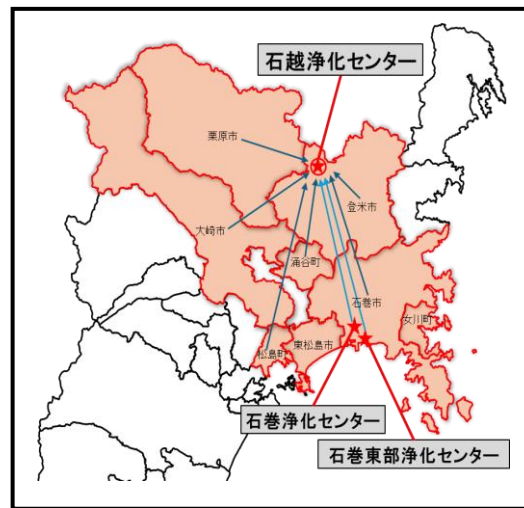 石越浄化センター
栗原市
登米市
大崎市
涌谷町
石巻市
女川町
東松島市
松島町
石巻浄化センター
石巻東部浄化センター